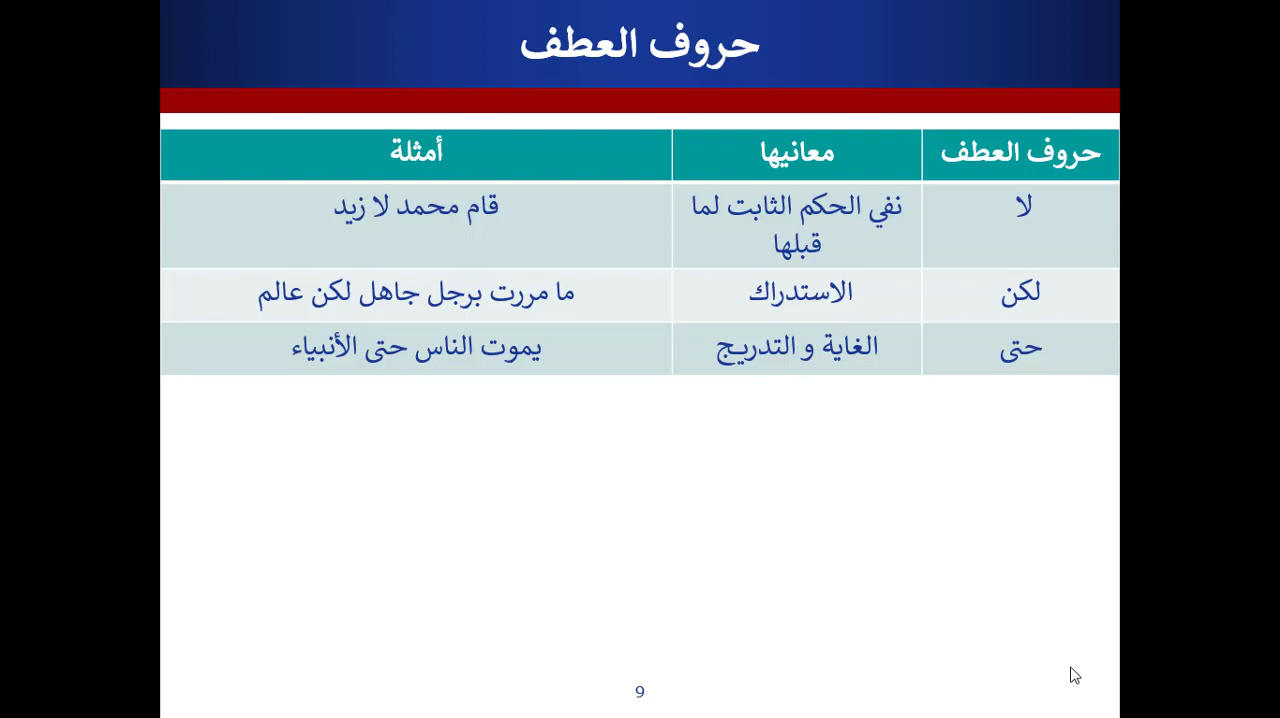 حروف العطف
حروف العطف معانيها أمثلة
لا نفي الحكم الثابت لما قام محمد لا زيد
قبلها
لكن الاستدراك ما مررت برجل جاهل لكن عالم
حتى الغاية و التدريج يموت الناس حتى الأنبياء
9